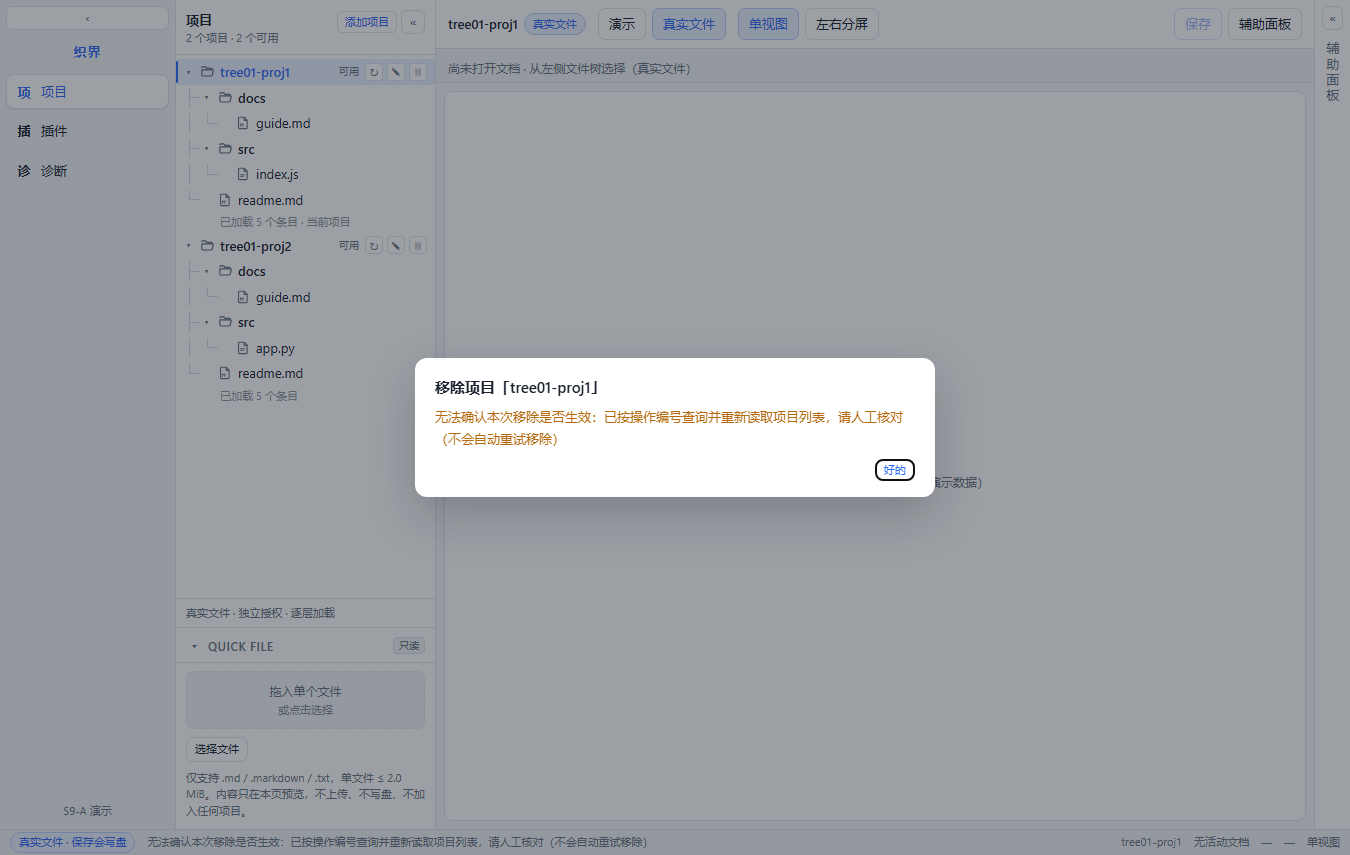 ‹
织界
项 项目
插 插件
诊 诊断
S9-A 演示
项目
添加项目 «
2 个项目 · 2 个可用
tree01-proj1 可用
docs
guide.md
src
index.js
readme.md
已加载 5 个条目 · 当前项目
tree01-proj2 可用
docs
guide.md
src
app.py
readme.md
已加载 5 个条目
真实文件 · 独立授权 · 逐层加载
QUICK FILE 只读
拖入单个文件
或点击选择
选择文件
仅支持 .md / .markdown / .txt，单文件 ≤ 2.0
MiB。内容只在本页预览，不上传、不写盘、不加
入任何项目。
tree01-proj1 真实文件 演示 真实文件 单视图 左右分屏 保存 辅助面板
尚未打开文档 · 从左侧文件树选择（真实文件）
演示数据）
移除项目「tree01-proj1」
无法确认本次移除是否生效：已按操作编号查询并重新读取项目列表，请人工核对
（不会自动重试移除）
好的
«
辅助面板
真实文件 · 保存会写盘 无法确认本次移除是否生效：已按操作编号查询并重新读取项目列表，请人工核对（不会自动重试移除） tree01-proj1 无活动文档 — — 单视图